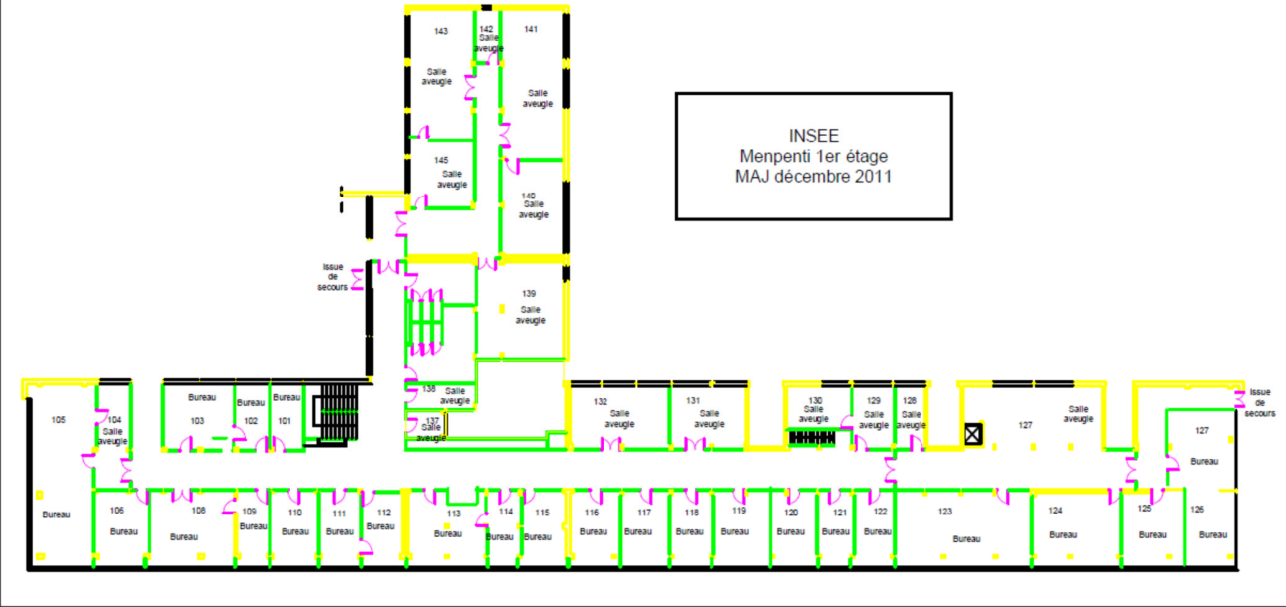 143
142
Salle
aveugle
141
Salle
aveugle
Salle
aveugle
145
Salle
aveugle
140
Salle
aveugle
INSEE
Menpenti 1er étage
MAJ décembre 2011
Issue
de
secours
139
Salle
aveugle
138
Salle
aveugle
137
Salle
aveugle
105
104
Salle
aveugle
Bureau
103
Bureau
102
Bureau
101
132
Salle
aveugle
131
Salle
aveugle
130
Salle
aveugle
129
Salle
aveugle
128
Salle
aveugle
127
Salle
aveugle
Issue
de
secours
127
Bureau
Bureau
106
Bureau
108
Bureau
109
Bureau
110
Bureau
111
Bureau
112
Bureau
113
Bureau
114
Bureau
115
Bureau
116
Bureau
117
Bureau
118
Bureau
119
Bureau
120
Bureau
121
Bureau
122
Bureau
123
Bureau
124
Bureau
125
Bureau
126
Bureau